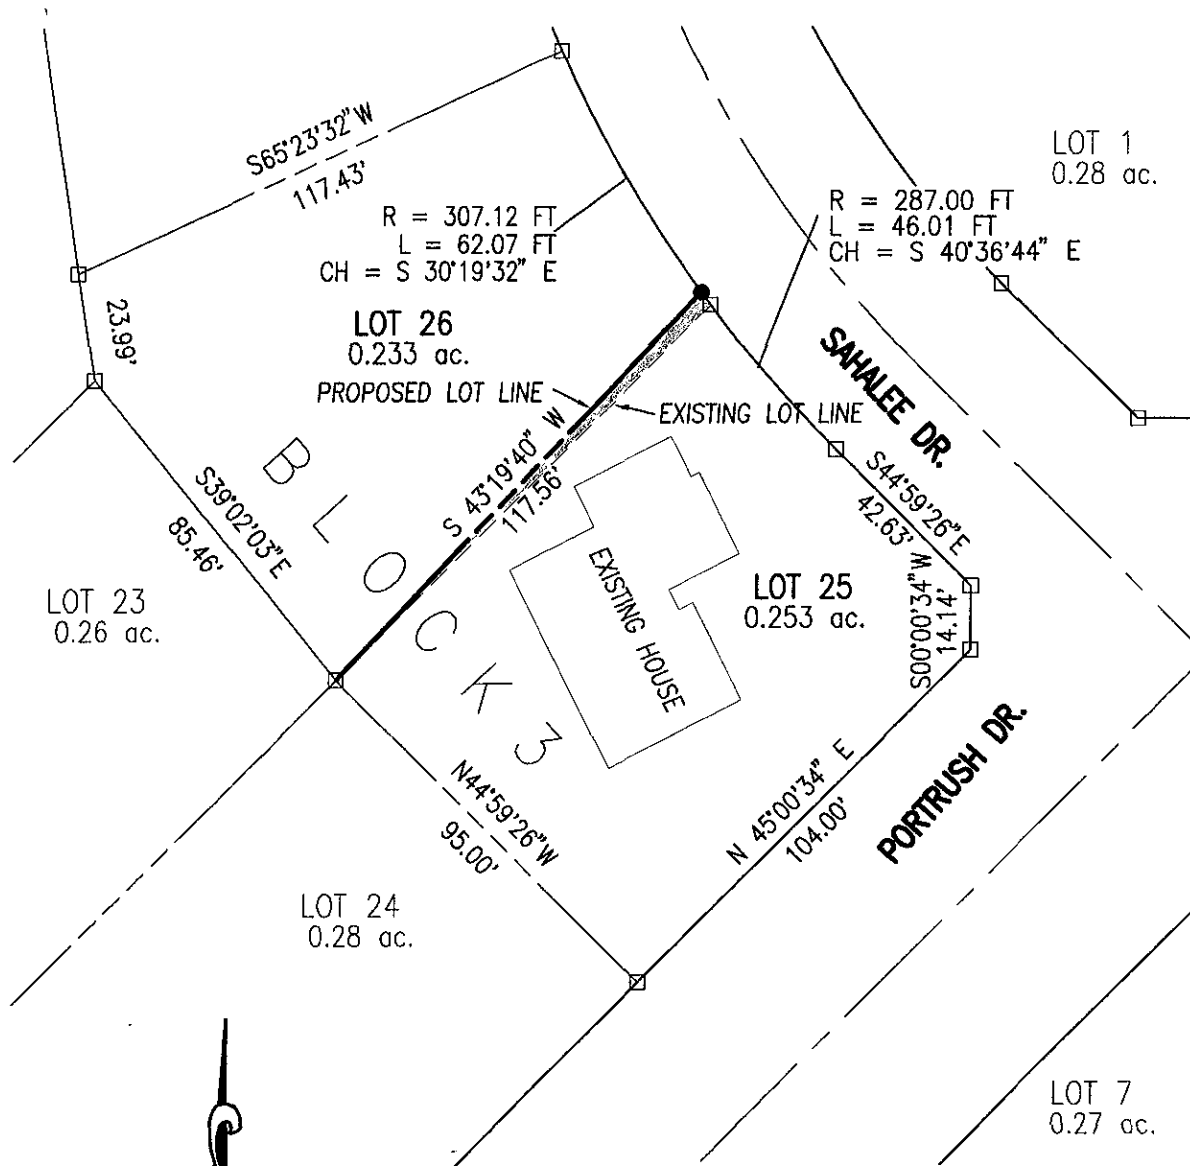 S65°23'32"W
117.43'
LOT 1
0.28 ac.
R = 307.12 FT
L = 62.07 FT
CH = S 30°19'32" E
R = 287.00 FT
L = 46.01 FT
CH = S 40°36'44" E
23.99'
LOT 26
0.233 ac.
PROPOSED LOT LINE
EXISTING LOT LINE
SAHALEE DR.
S 43°19'40" W
117.56'
S39°02'03"E
85.46'
BLOCK 3
S44°59'26"E
42.63'
EXISTING HOUSE
LOT 25
0.253 ac.
S00°00'34"W
14.14'
LOT 23
0.26 ac.
N 45°00'34" E
104.00'
PORTRUSH DR.
N44°59'26"W
95.00'
LOT 24
0.28 ac.
LOT 7
0.27 ac.